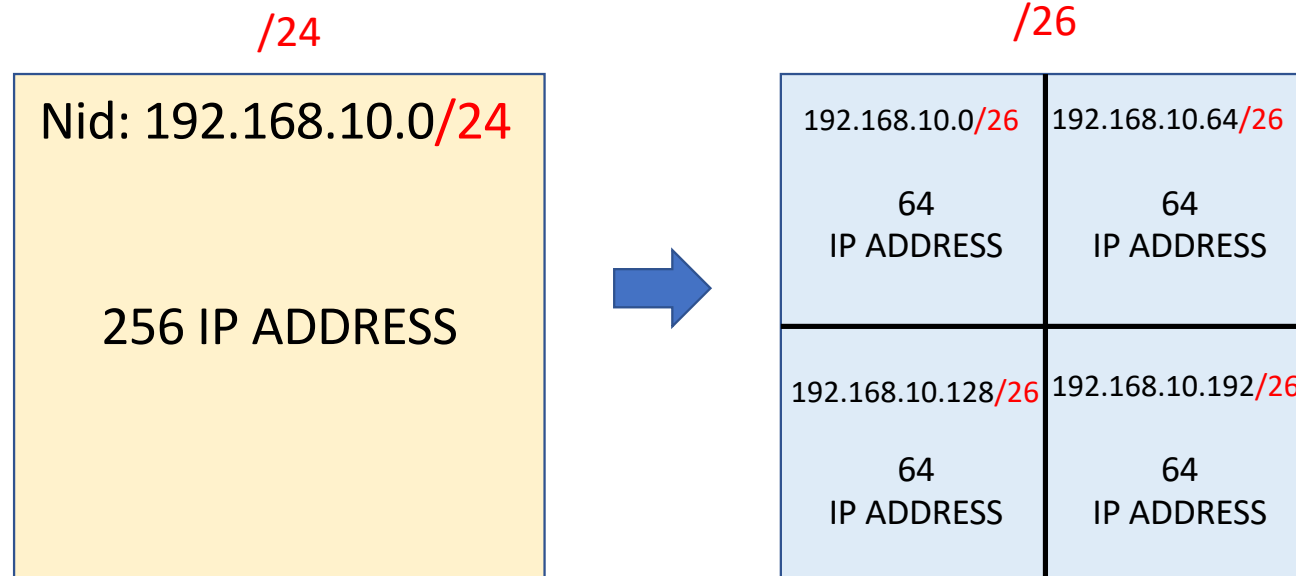 /24
Nid: 192.168.10.0/24
256 IP ADDRESS
/26
192.168.10.0/26
64
IP ADDRESS
192.168.10.64/26
64
IP ADDRESS
192.168.10.128/26
64
IP ADDRESS
192.168.10.192/26
64
IP ADDRESS